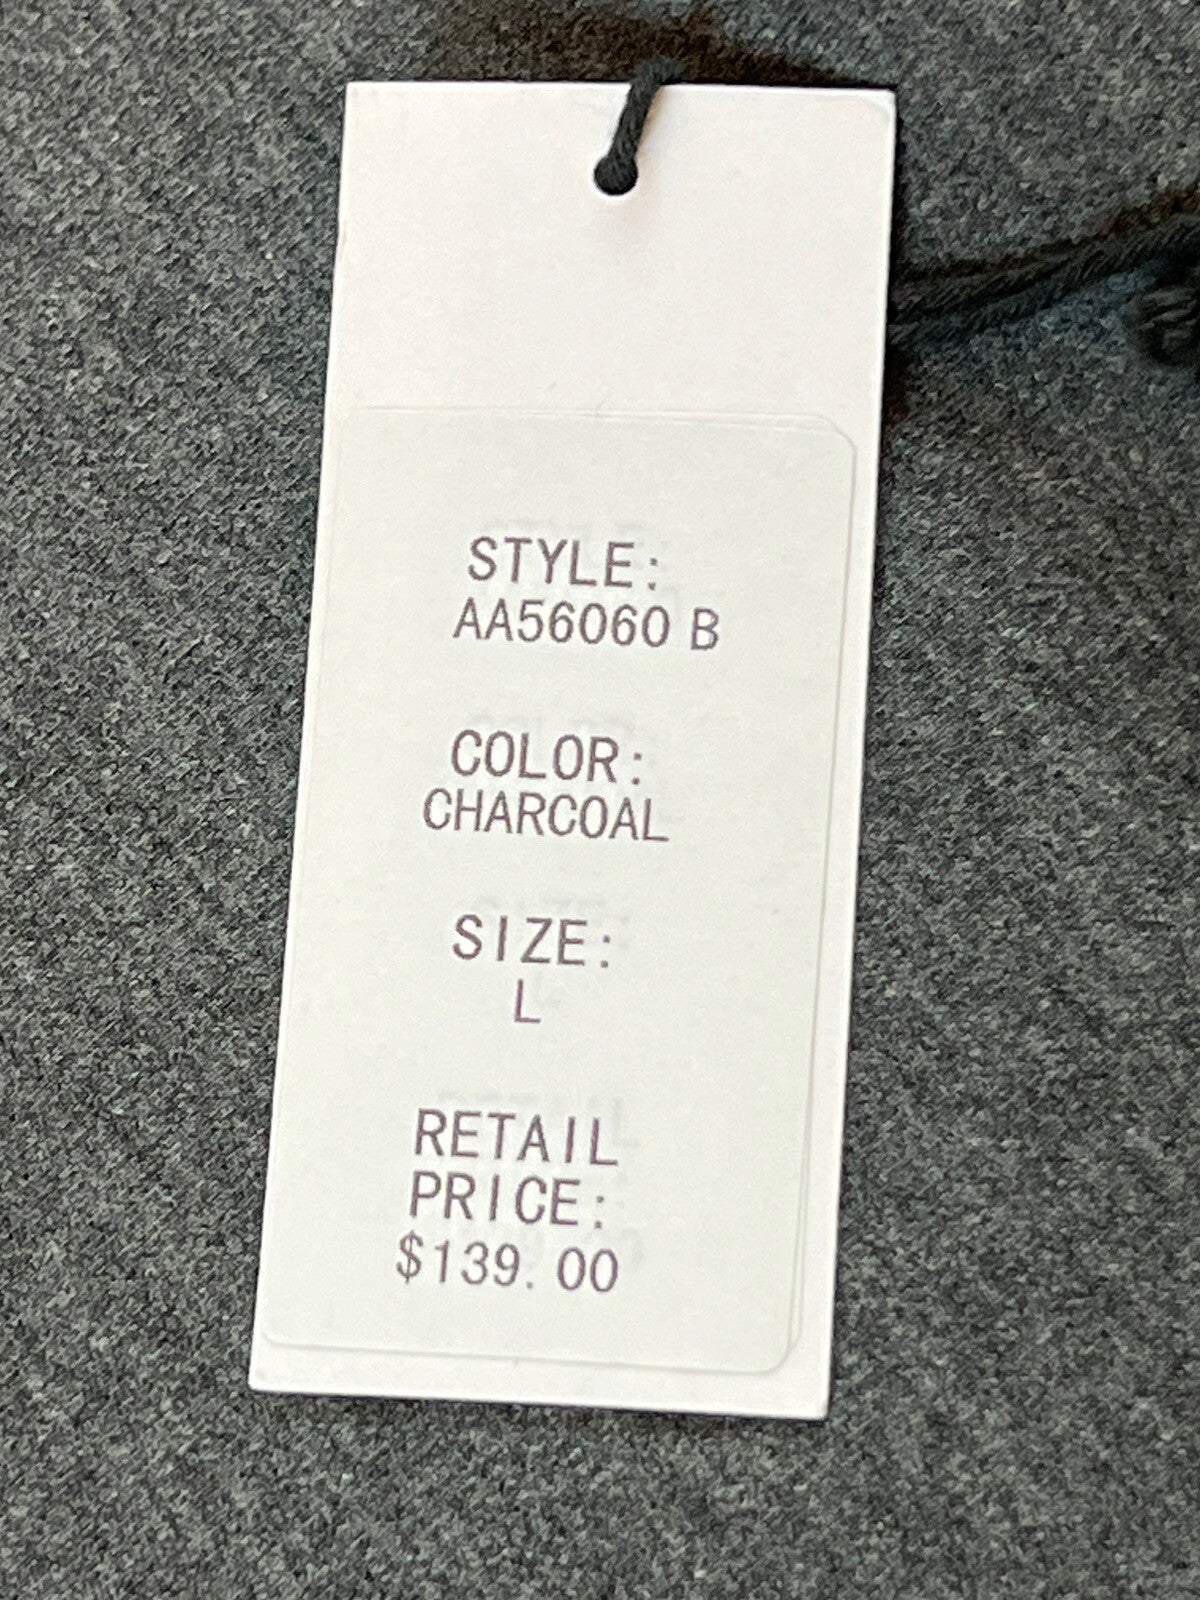 STYLE:
AA56060 B
COLOR:
CHARCOAL
SIZE:
L
RETAIL
PRICE:
$139.00